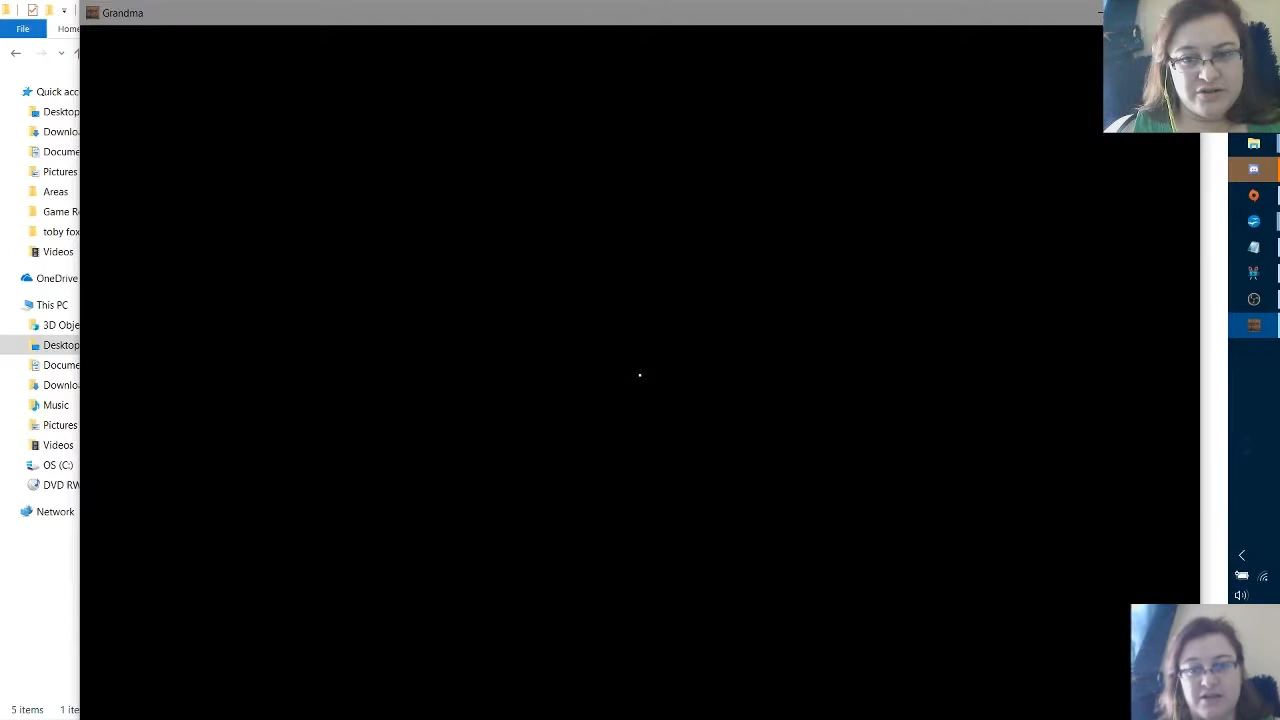 Grandma
File
Home
Quick acc
Desktop
Downlo
Docume
Pictures
Areas
Game Re
toby fox
Videos
OneDrive
This PC
3D Obje
Desktop
Docume
Downlo
Music
Pictures
Videos
OS (C:)
DVD RW
Network
5 items
1 ite